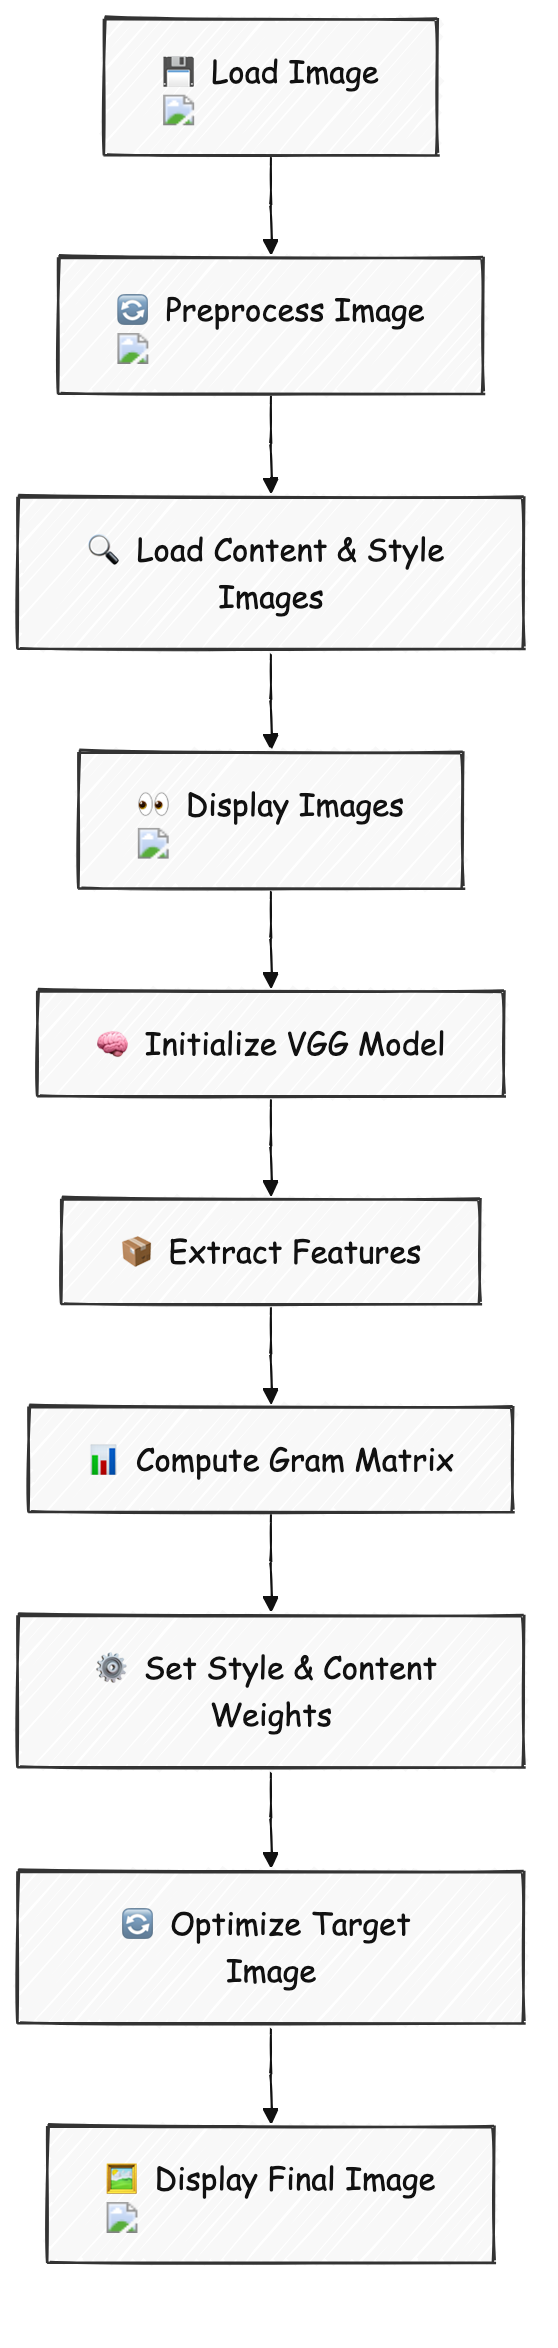 Load Image
Preprocess Image
Load Content & Style
Images
Display Images
Initialize VGG Model
Extract Features
Compute Gram Matrix
Set Style & Content
Weights
Optimize Target
Image
Display Final Image